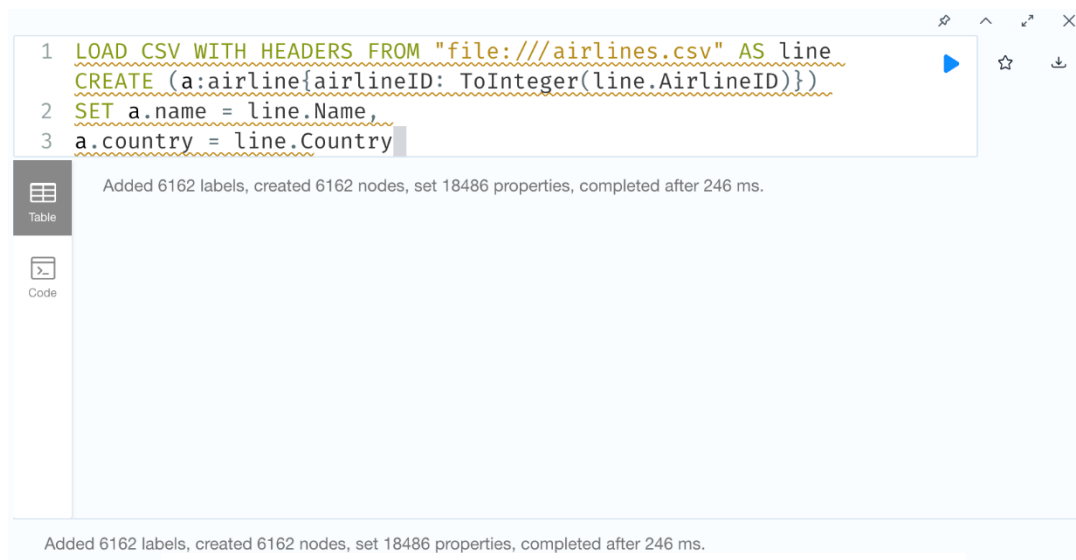 1 LOAD CSV WITH HEADERS FROM "file:///airlines.csv" AS line
CREATE (a:airline{airlineID: ToInteger(line.AirlineID)})
2 SET a.name = line.Name,
3 a.country = line.Country
Added 6162 labels, created 6162 nodes, set 18486 properties, completed after 246 ms.
Table
Code
Added 6162 labels, created 6162 nodes, set 18486 properties, completed after 246 ms.